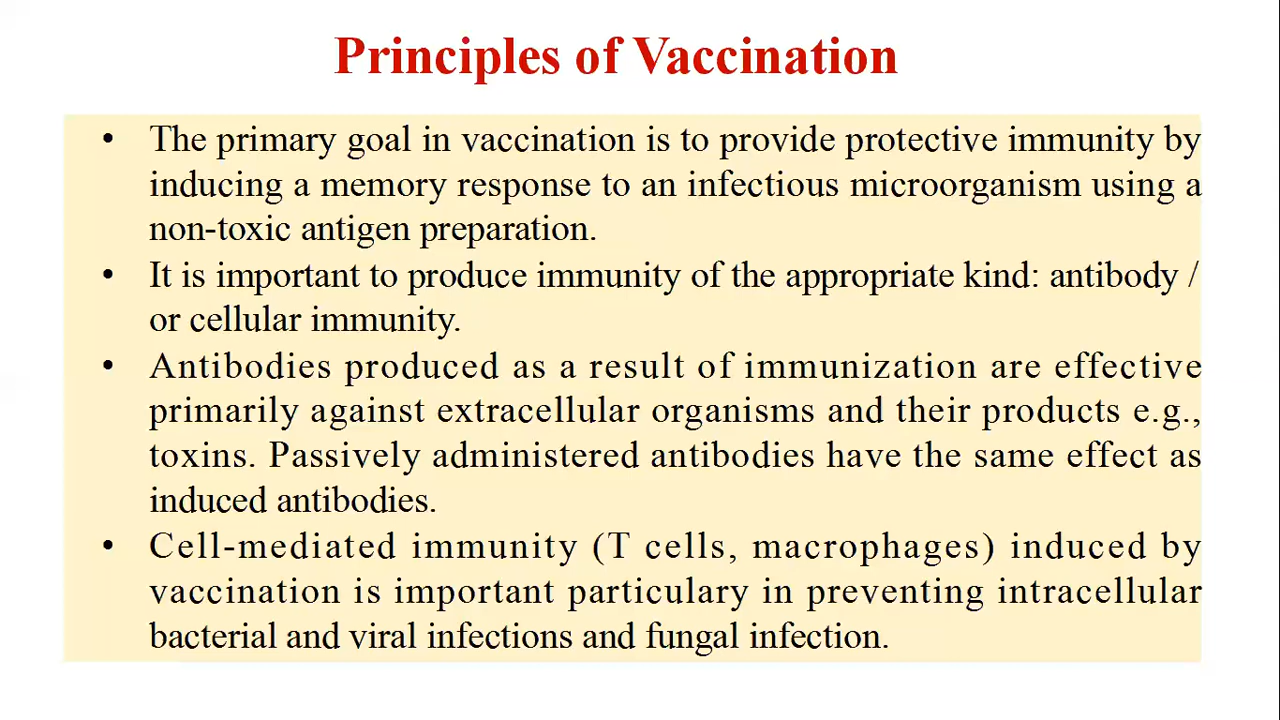 Principles of Vaccination
• The primary goal in vaccination is to provide protective immunity by
inducing a memory response to an infectious microorganism using a
non-toxic antigen preparation.
• It is important to produce immunity of the appropriate kind: antibody /
or cellular immunity.
• Antibodies produced as a result of immunization are effective
primarily against extracellular organisms and their products e.g.,
toxins. Passively administered antibodies have the same effect as
induced antibodies.
• Cell-mediated immunity (T cells, macrophages) induced by
vaccination is important particulary in preventing intracellular
bacterial and viral infections and fungal infection.